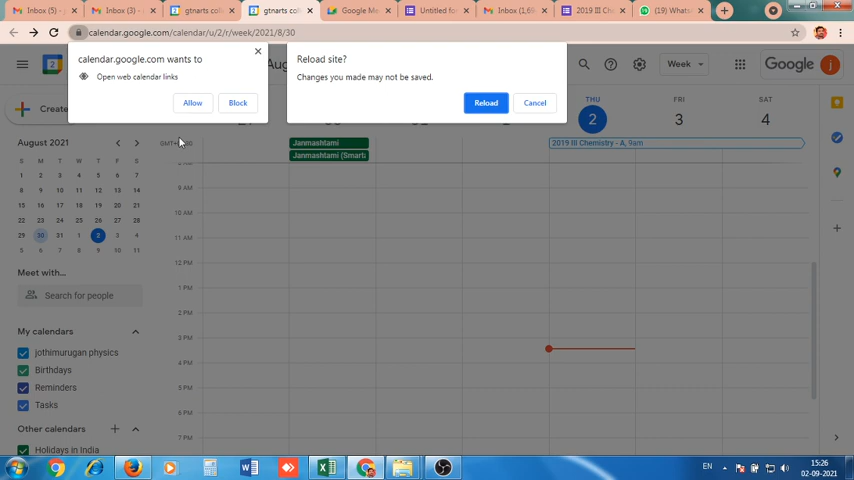 Inbox (5) -
Inbox (3) -
gtnarts coll
gtnarts coll
Google Me
Untitled for
Inbox (1,69
2019 III Che
(19) Whats
calendar.google.com/calendar/u/2/r/week/2021/8/30
calendar.google.com wants to
Open web calendar links
Allow
Block
Reload site?
Changes you made may not be saved.
Reload
Cancel
Week
Google
j
Create
THU
FRI
SAT
2
3
4
August 2021
S M T W T F S
1 2 3 4 5 6 7
8 9 10 11 12 13 14
15 16 17 18 19 20 21
22 23 24 25 26 27 28
29 30 31 1 2 3 4
5 6 7 8 9 10 11
Janmashtami
Janmashtami (Smarta
2019 III Chemistry - A, 9am
9 AM
10 AM
11 AM
12 PM
1 PM
2 PM
3 PM
4 PM
5 PM
6 PM
7 PM
Meet with...
Search for people
My calendars
jothimurugan physics
Birthdays
Reminders
Tasks
Other calendars
Holidays in India
EN
15:26
02-09-2021